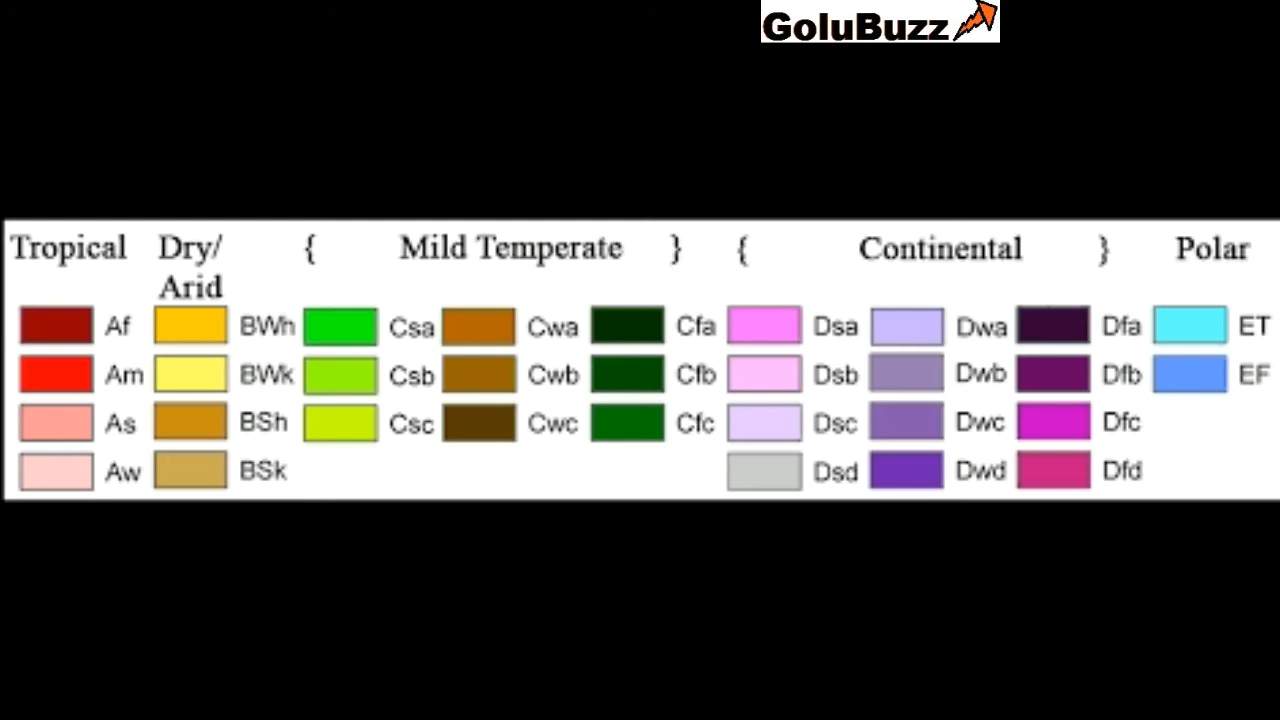 GoluBuzz
Tropical Dry/ { Mild Temperate } { Continental } Polar
Arid
Af BWh Csa Cwa Cfa Dsa Dwa Dfa ET
Am BWk Csb Cwb Cfb Dsb Dwb Dfb EF
As BSh Csc Cwc Cfc Dsc Dwc Dfc
Aw BSk Dsd Dwd Dfd